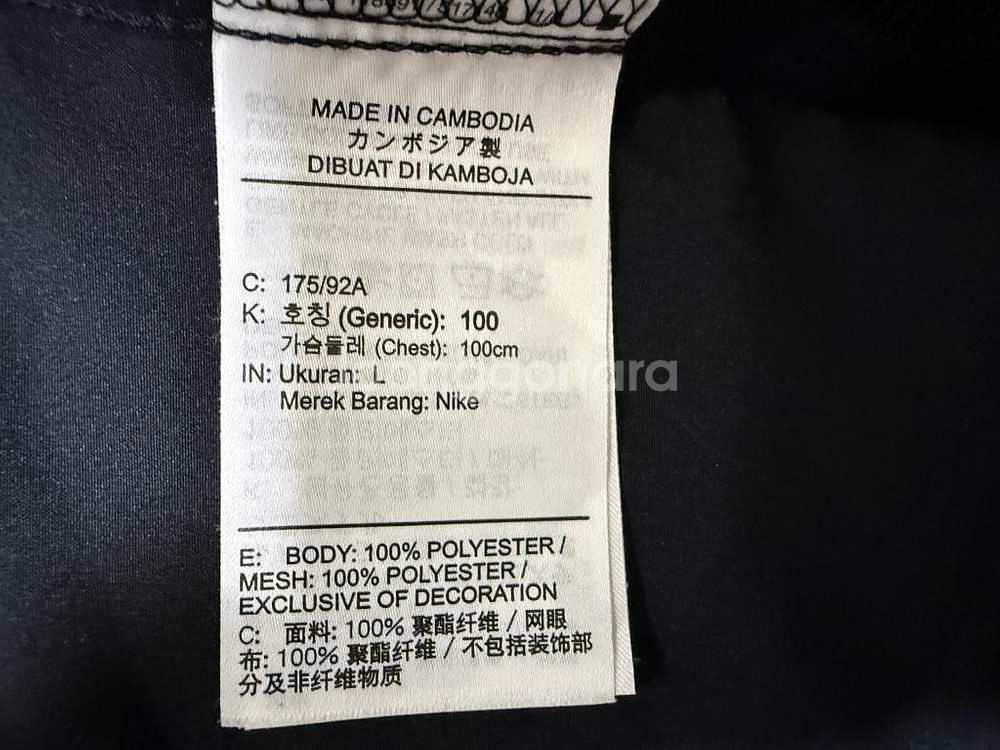 MADE IN CAMBODIA
カンボジア製
DIBUAT DI KAMBOJA
C: 175/92A
K: 호칭 (Generic): 100
가슴둘레 (Chest): 100cm
IN: Ukuran: L
Merek Barang: Nike
E: BODY: 100% POLYESTER /
MESH: 100% POLYESTER /
EXCLUSIVE OF DECORATION
C: 面料: 100% 聚酯纤维 / 网眼
布: 100% 聚酯纤维 / 不包括装饰部
分及非纤维物质